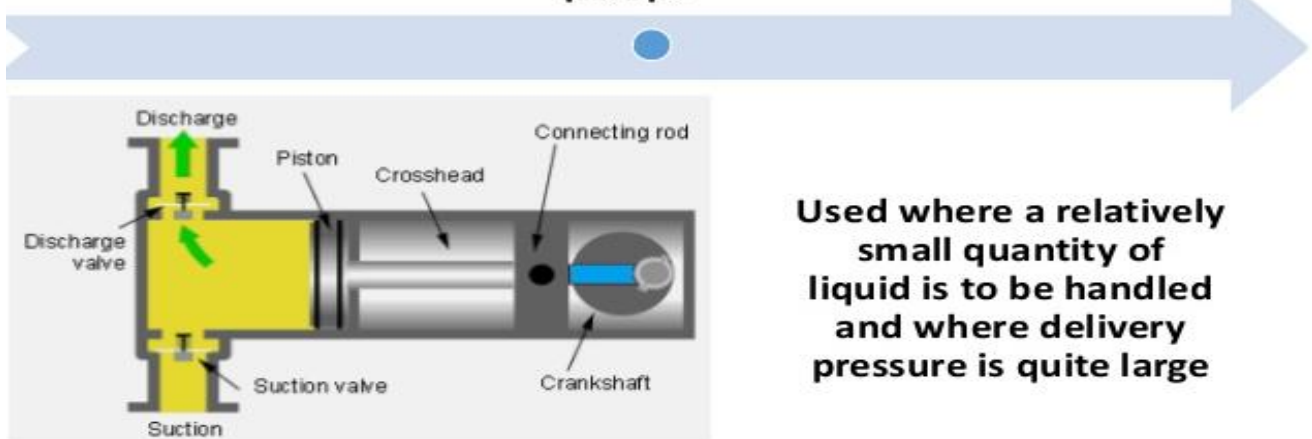 Discharge
Piston
Crosshead
Connecting rod
Discharge
valve
Suction valve
Crankshaft
Suction
Used where a relatively
small quantity of
liquid is to be handled
and where delivery
pressure is quite large